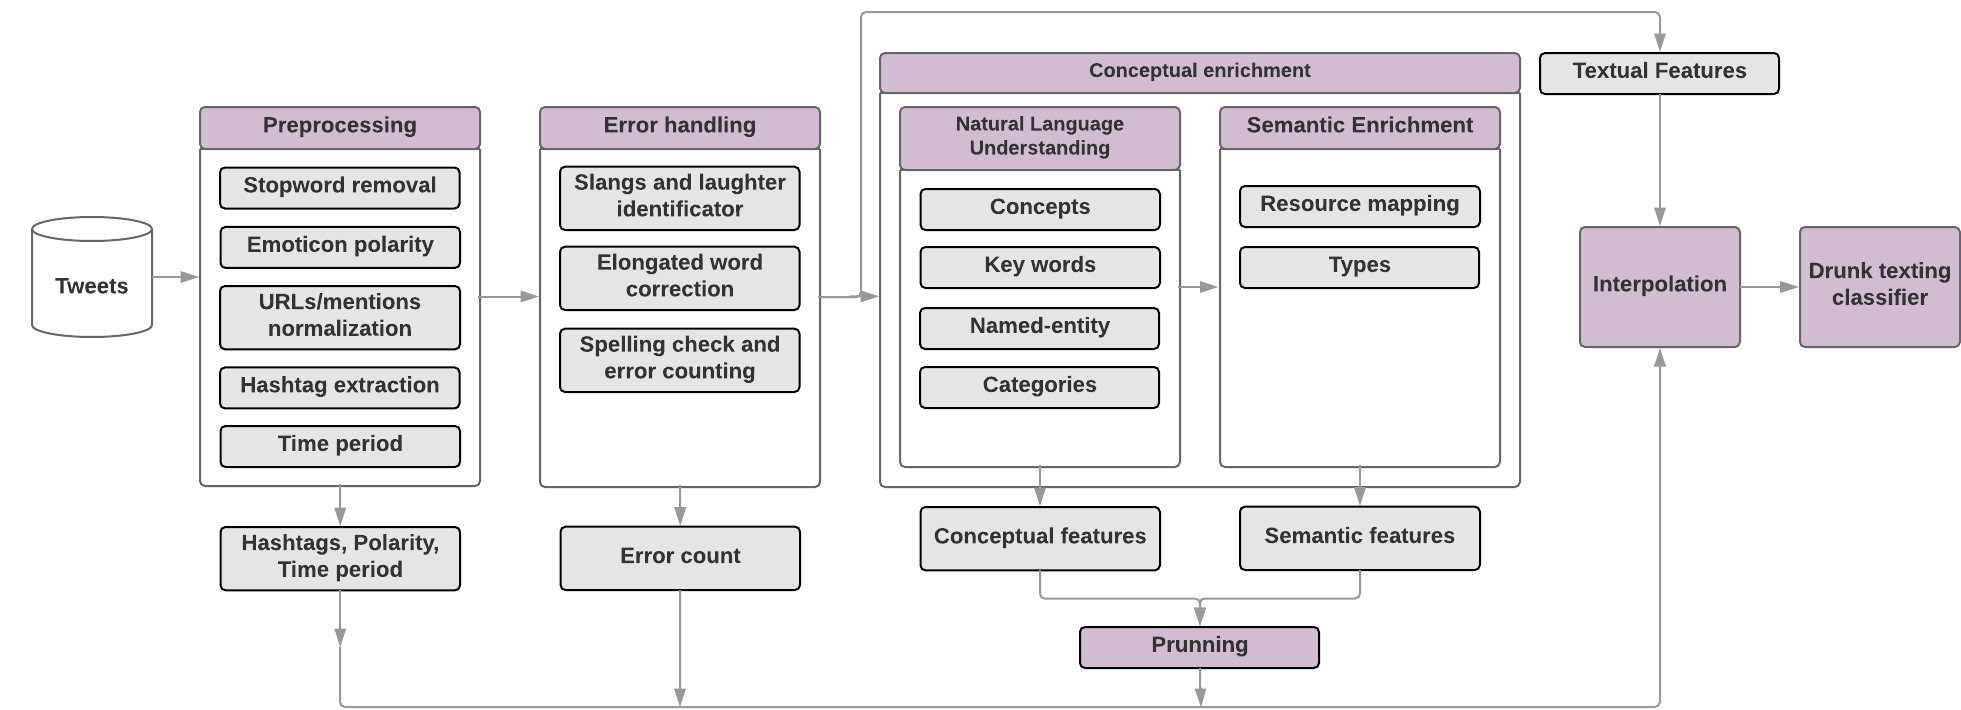 Tweets
Preprocessing
Stopword removal
Emoticon polarity
URLs/mentions
normalization
Hashtag extraction
Time period
Hashtags, Polarity,
Time period
Error handling
Slangs and laughter
identificator
Elongated word
correction
Spelling check and
error counting
Error count
Conceptual enrichment
Natural Language
Understanding
Concepts
Key words
Named-entity
Categories
Conceptual features
Semantic Enrichment
Resource mapping
Types
Semantic features
Prunning
Textual Features
Interpolation
Drunk texting
classifier